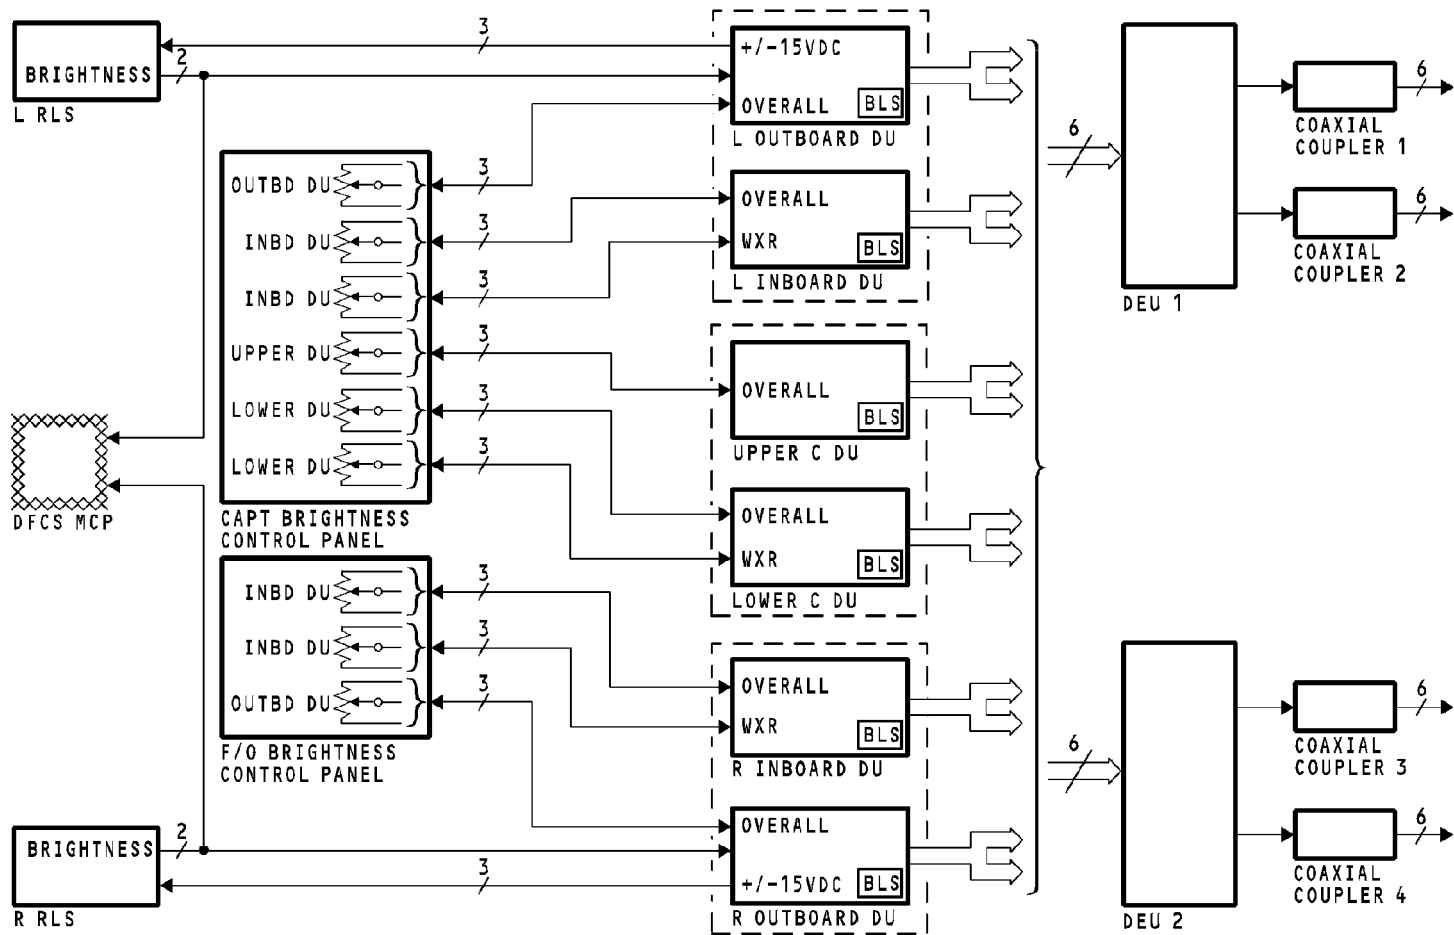 BRIGHTNESS
2
L RLS
3
+/-15VDC
OVERALL
BLS
L OUTBOARD DU
OVERALL
WXR
BLS
L INBOARD DU
OUTBD DU
3
INBD DU
3
INBD DU
3
UPPER DU
3
LOWER DU
3
LOWER DU
3
CAPT BRIGHTNESS
CONTROL PANEL
DFCS MCP
OVERALL
BLS
UPPER C DU
OVERALL
WXR
BLS
LOWER C DU
INBD DU
3
INBD DU
3
OUTBD DU
3
F/O BRIGHTNESS
CONTROL PANEL
OVERALL
WXR
BLS
R INBOARD DU
BRIGHTNESS
2
R RLS
3
OVERALL
+/-15VDC
BLS
R OUTBOARD DU
6
DEU 1
6
COAXIAL
COUPLER 1
6
COAXIAL
COUPLER 2
6
DEU 2
6
COAXIAL
COUPLER 3
6
COAXIAL
COUPLER 4